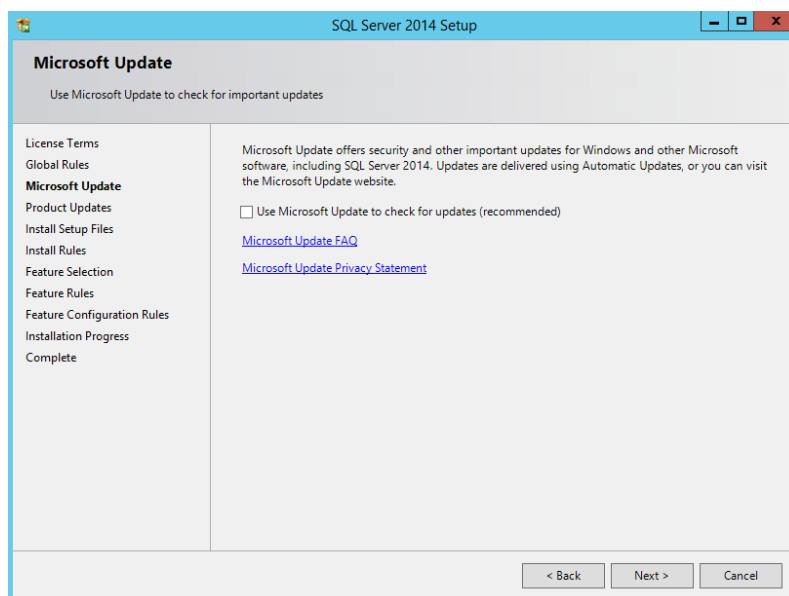 SQL Server 2014 Setup
Microsoft Update
Use Microsoft Update to check for important updates
License Terms
Global Rules
Microsoft Update
Product Updates
Install Setup Files
Install Rules
Feature Selection
Feature Rules
Feature Configuration Rules
Installation Progress
Complete
Microsoft Update offers security and other important updates for Windows and other Microsoft
software, including SQL Server 2014. Updates are delivered using Automatic Updates, or you can visit
the Microsoft Update website.
Use Microsoft Update to check for updates (recommended)
Microsoft Update FAQ
Microsoft Update Privacy Statement
< Back Next > Cancel